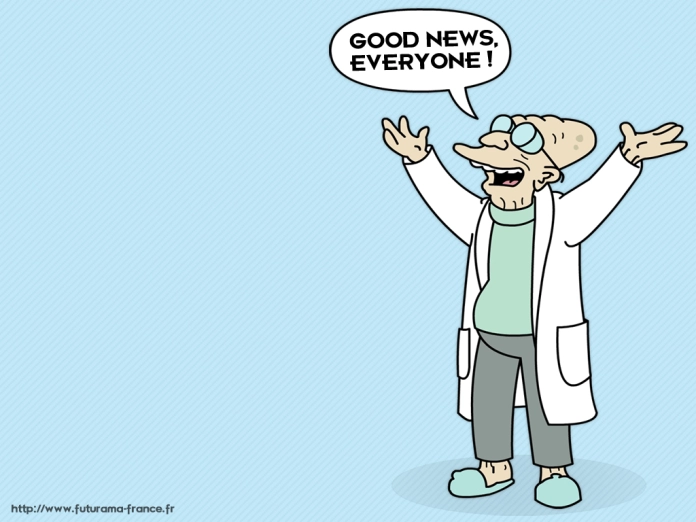 GOOD NEWS,
EVERYONE !
http://www.futurama-france.fr